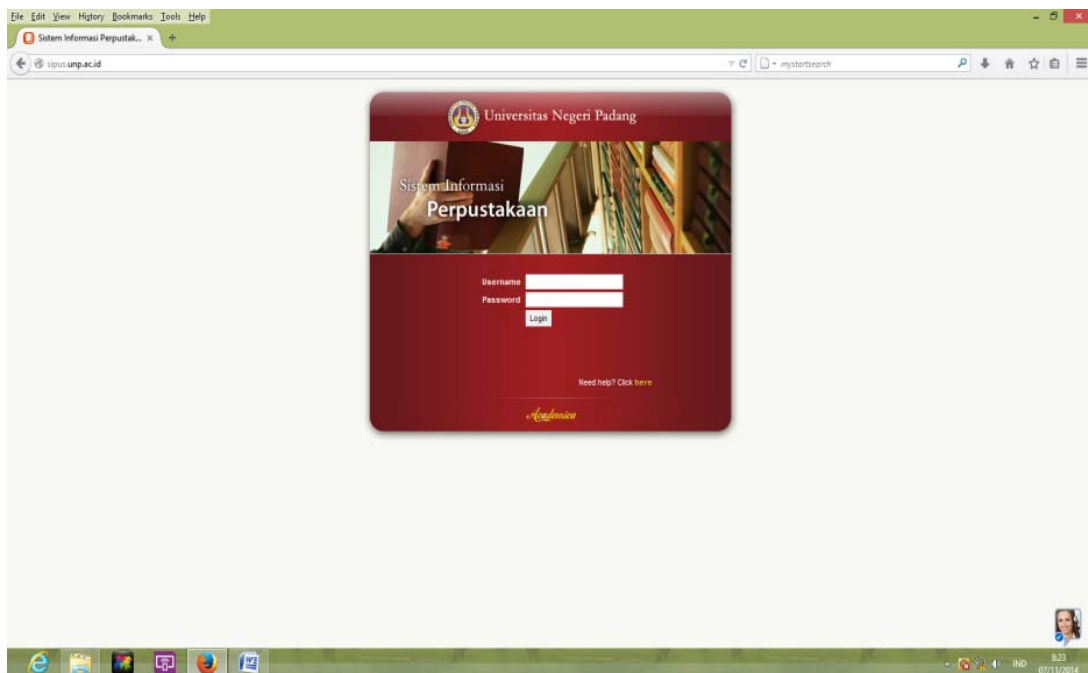 File Edit View History Bookmarks Tools Help
Sistem Informasi Perpustak... × +
sipus.unp.ac.id
mystartsearch
Universitas Negeri Padang
Sistem Informasi
Perpustakaan
Username
Password
Login
Need help? Click here
Academica
IND
8:23
07/11/2014